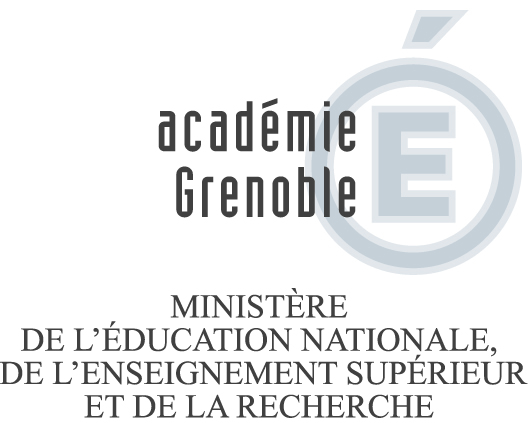 académie
Grenoble
É
MINISTÈRE
DE L'ÉDUCATION NATIONALE,
DE L'ENSEIGNEMENT SUPÉRIEUR
ET DE LA RECHERCHE